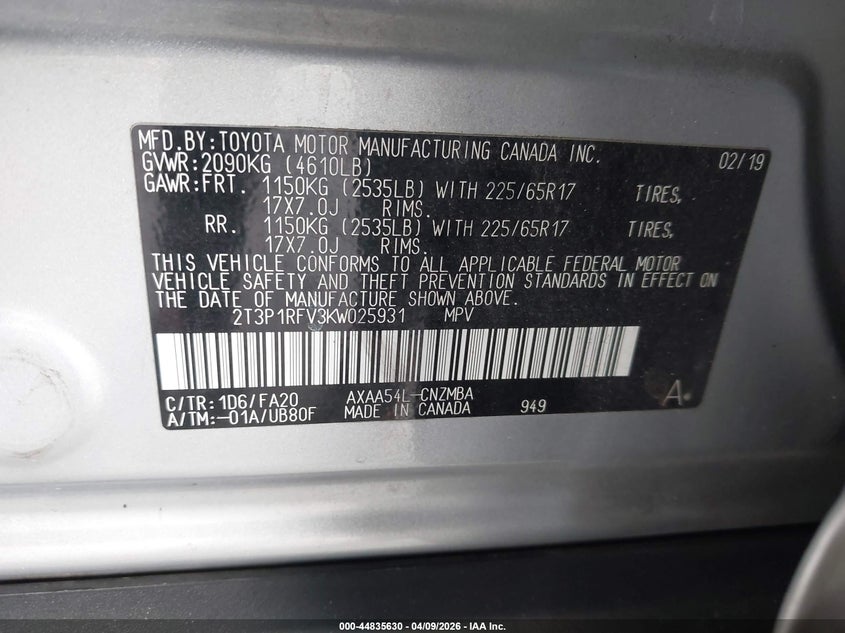 MFD.BY:TOYOTA MOTOR MANUFACTURING CANADA INC. 02/19
GVWR:2090KG (4610LB)
GAWR:FRT. 1150KG (2535LB) WITH 225/65R17 TIRES,
17X7.0J RIMS.
RR. 1150KG (2535LB) WITH 225/65R17 TIRES,
17X7.0J RIMS.
THIS VEHICLE CONFORMS TO ALL APPLICABLE FEDERAL MOTOR
VEHICLE SAFETY AND THEFT PREVENTION STANDARDS IN EFFECT ON
THE DATE OF MANUFACTURE SHOWN ABOVE.
2T3P1RFV3KW025931 MPV
C/TR:1D6/FA20 AXAA54L-CNZMBA
A/TM:-01A/UB80F MADE IN CANADA 949 A
000-44835630 - 04/09/2026 - IAA Inc.